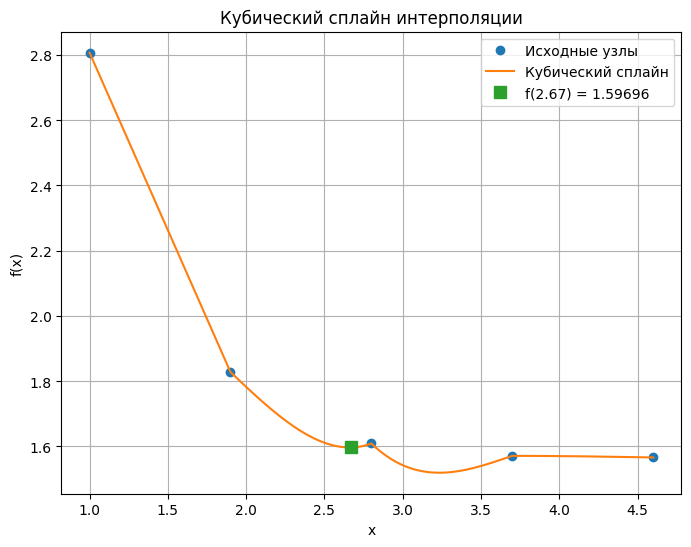 Кубический сплайн интерполяции
Исходные узлы
Кубический сплайн
f(2.67) = 1.59696
2.8
2.6
2.4
2.2
2.0
1.8
1.6
f(x)
1.0 1.5 2.0 2.5 3.0 3.5 4.0 4.5
x